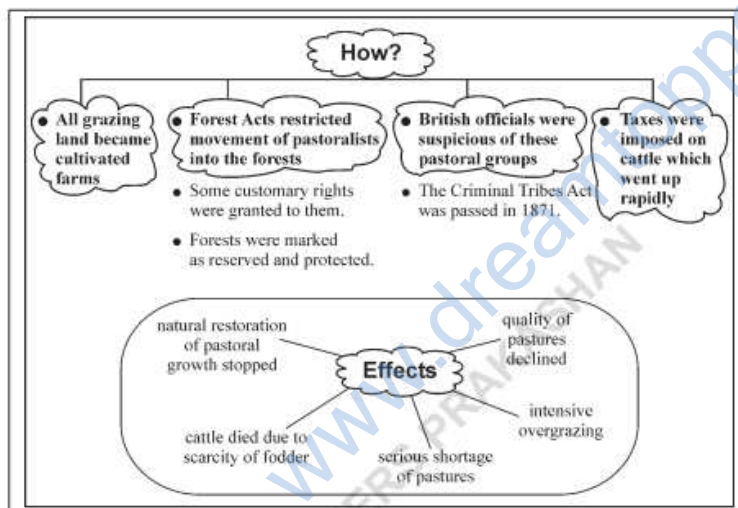 How?
● All grazing
land became
cultivated
farms
● Forest Acts restricted
movement of pastoralists
into the forests
● Some customary rights
were granted to them.
● Forests were marked
as reserved and protected.
● British officials were
suspicious of these
pastoral groups
● The Criminal Tribes Act
was passed in 1871.
● Taxes were
imposed on
cattle which
went up
rapidly
natural restoration
of pastoral
growth stopped
quality of
pastures
declined
Effects
cattle died due to
scarcity of fodder
serious shortage
of pastures
intensive
overgrazing
www.dreamtopp
ERS PRAKASHAN